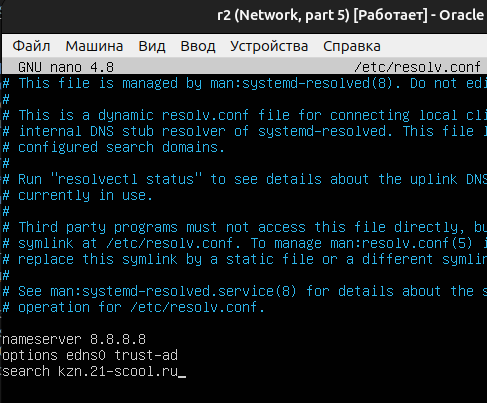 r2 (Network, part 5) [Работает] - Oracle
Файл Машина Вид Ввод Устройства Справка
GNU nano 4.8 /etc/resolv.conf
# This file is managed by man:systemd-resolved(8). Do not edi
#
# This is a dynamic resolv.conf file for connecting local cli
# internal DNS stub resolver of systemd-resolved. This file l
# configured search domains.
#
# Run "resolvectl status" to see details about the uplink DNS
# currently in use.
#
# Third party programs must not access this file directly, bu
# symlink at /etc/resolv.conf. To manage man:resolv.conf(5) i
# replace this symlink by a static file or a different symlin
#
# See man:systemd-resolved.service(8) for details about the s
# operation for /etc/resolv.conf.
nameserver 8.8.8.8
options edns0 trust-ad
search kzn.21-scool.ru_